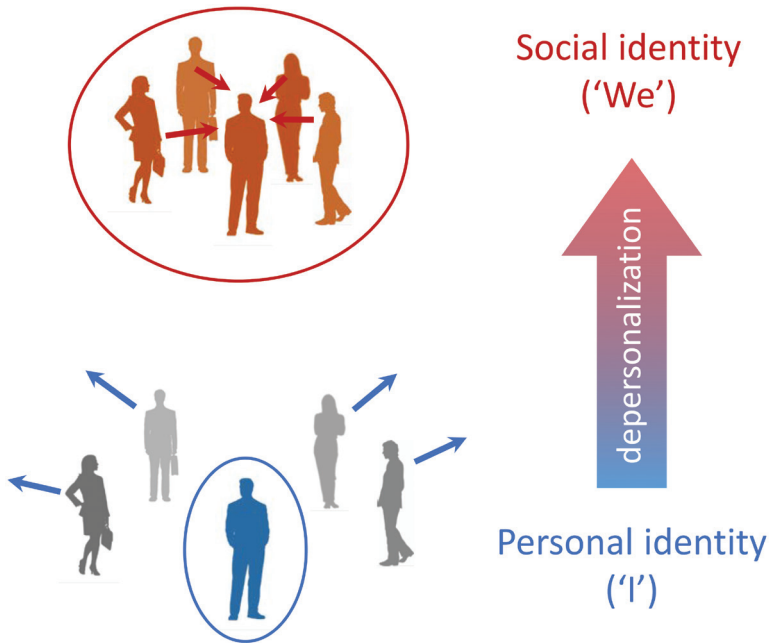 Social identity
(‘We’)
depersonalization
Personal identity
(‘I’)